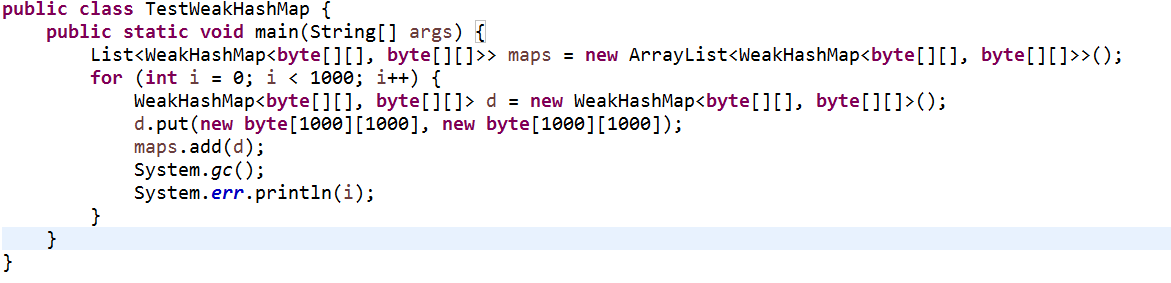 public class TestWeakHashMap {
    public static void main(String[] args) {
        List<WeakHashMap<byte[][], byte[][]>> maps = new ArrayList<WeakHashMap<byte[][], byte[][]>>();
        for (int i = 0; i < 1000; i++) {
            WeakHashMap<byte[][], byte[][]> d = new WeakHashMap<byte[][], byte[][]>();
            d.put(new byte[1000][1000], new byte[1000][1000]);
            maps.add(d);
            System.gc();
            System.err.println(i);
        }
    }
}